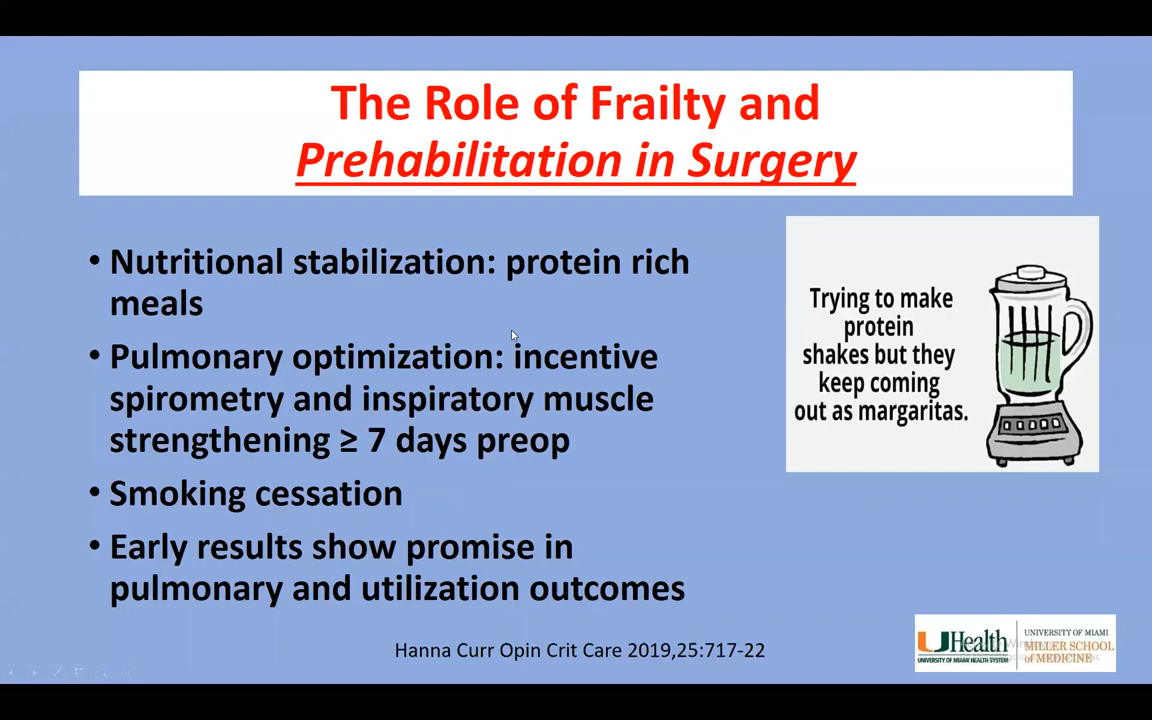 The Role of Frailty and
Prehabilitation in Surgery
• Nutritional stabilization: protein rich
meals
• Pulmonary optimization: incentive
spirometry and inspiratory muscle
strengthening ≥ 7 days preop
• Smoking cessation
• Early results show promise in
pulmonary and utilization outcomes
Trying to make
protein
shakes but they
keep coming
out as margaritas.
Hanna Curr Opin Crit Care 2019,25:717-22
UHealth
UNIVERSITY OF MIAMI HEALTH SYSTEM
UNIVERSITY OF MIAMI
MILLER SCHOOL
of MEDICINE